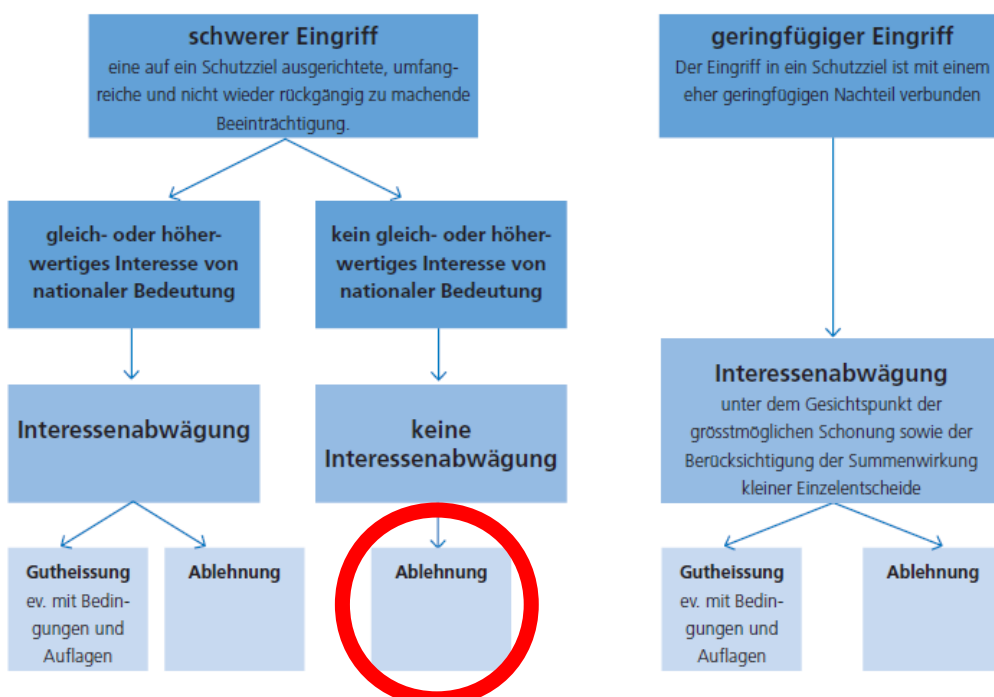 schwerer Eingriff
eine auf ein Schutzziel ausgerichtete, umfang-
reiche und nicht wieder rückgängig zu machende
Beeinträchtigung.
gleich- oder höher-
wertiges Interesse von
nationaler Bedeutung
kein gleich- oder höher-
wertiges Interesse von
nationaler Bedeutung
Interessenabwägung
keine
Interessenabwägung
Gutheissung
ev. mit Bedin-
gungen und
Auflagen
Ablehnung
Ablehnung
geringfügiger Eingriff
Der Eingriff in ein Schutzziel ist mit einem
eher geringfügigen Nachteil verbunden
Interessenabwägung
unter dem Gesichtspunkt der
grösstmöglichen Schonung sowie der
Berücksichtigung der Summenwirkung
kleiner Einzelentscheide
Gutheissung
ev. mit Bedin-
gungen und
Auflagen
Ablehnung